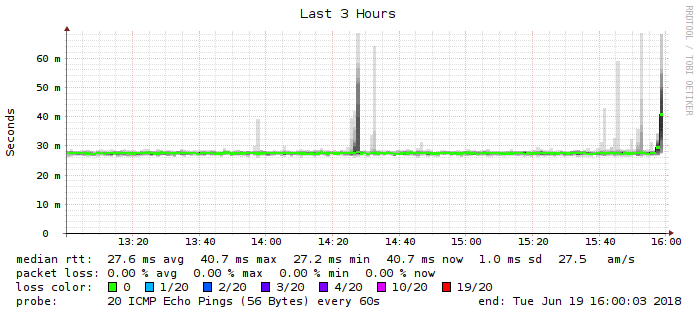 Last 3 Hours
RRDTOOL / TOBI OETIKER
Seconds
60 m
50 m
40 m
30 m
20 m
10 m
0
13:20 13:40 14:00 14:20 14:40 15:00 15:20 15:40 16:00
median rtt: 27.6 ms avg 40.7 ms max 27.2 ms min 40.7 ms now 1.0 ms sd 27.5 am/s
packet loss: 0.00 % avg 0.00 % max 0.00 % min 0.00 % now
loss color: 0 1/20 2/20 3/20 4/20 10/20 19/20
probe: 20 ICMP Echo Pings (56 Bytes) every 60s end: Tue Jun 19 16:00:03 2018